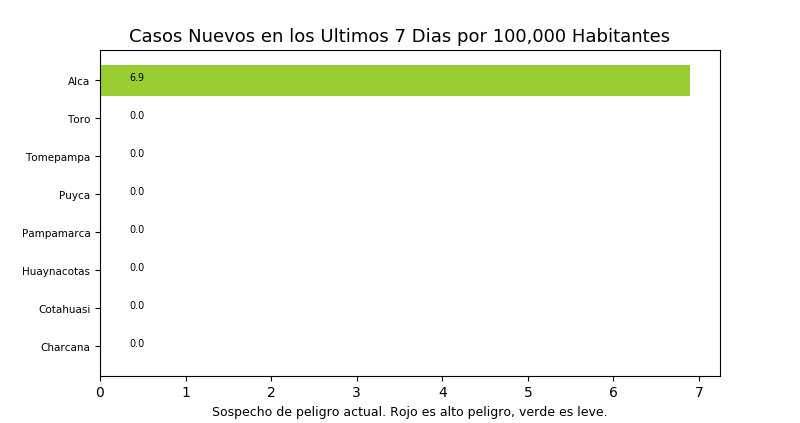 Casos Nuevos en los Ultimos 7 Dias por 100,000 Habitantes
Alca 6.9
Toro 0.0
Tomepampa 0.0
Puyca 0.0
Pampamarca 0.0
Huaynacotas 0.0
Cotahuasi 0.0
Charcana 0.0
0 1 2 3 4 5 6 7
Sospecho de peligro actual. Rojo es alto peligro, verde es leve.